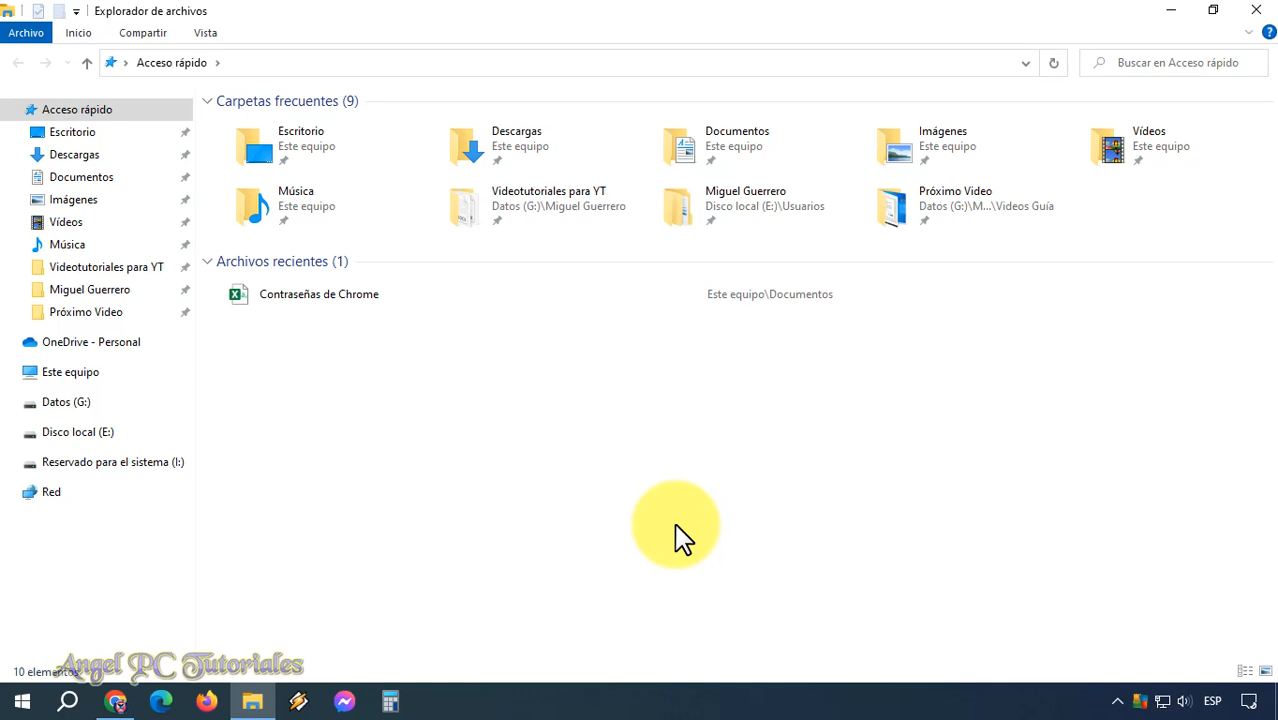 Explorador de archivos
Archivo Inicio Compartir Vista
Acceso rápido
Buscar en Acceso rápido
Acceso rápido
Escritorio
Descargas
Documentos
Imágenes
Vídeos
Música
Videotutoriales para YT
Miguel Guerrero
Próximo Video
OneDrive - Personal
Este equipo
Datos (G:)
Disco local (E:)
Reservado para el sistema (I:)
Red
Carpetas frecuentes (9)
Escritorio
Este equipo
Descargas
Este equipo
Documentos
Este equipo
Imágenes
Este equipo
Vídeos
Este equipo
Música
Este equipo
Videotutoriales para YT
Datos (G:)\Miguel Guerrero
Miguel Guerrero
Disco local (E:)\Usuarios
Próximo Video
Datos (G:)\M...\Videos Guía
Archivos recientes (1)
Contraseñas de Chrome Este equipo\Documentos
10 elementos
Angel PC Tutoriales
ESP